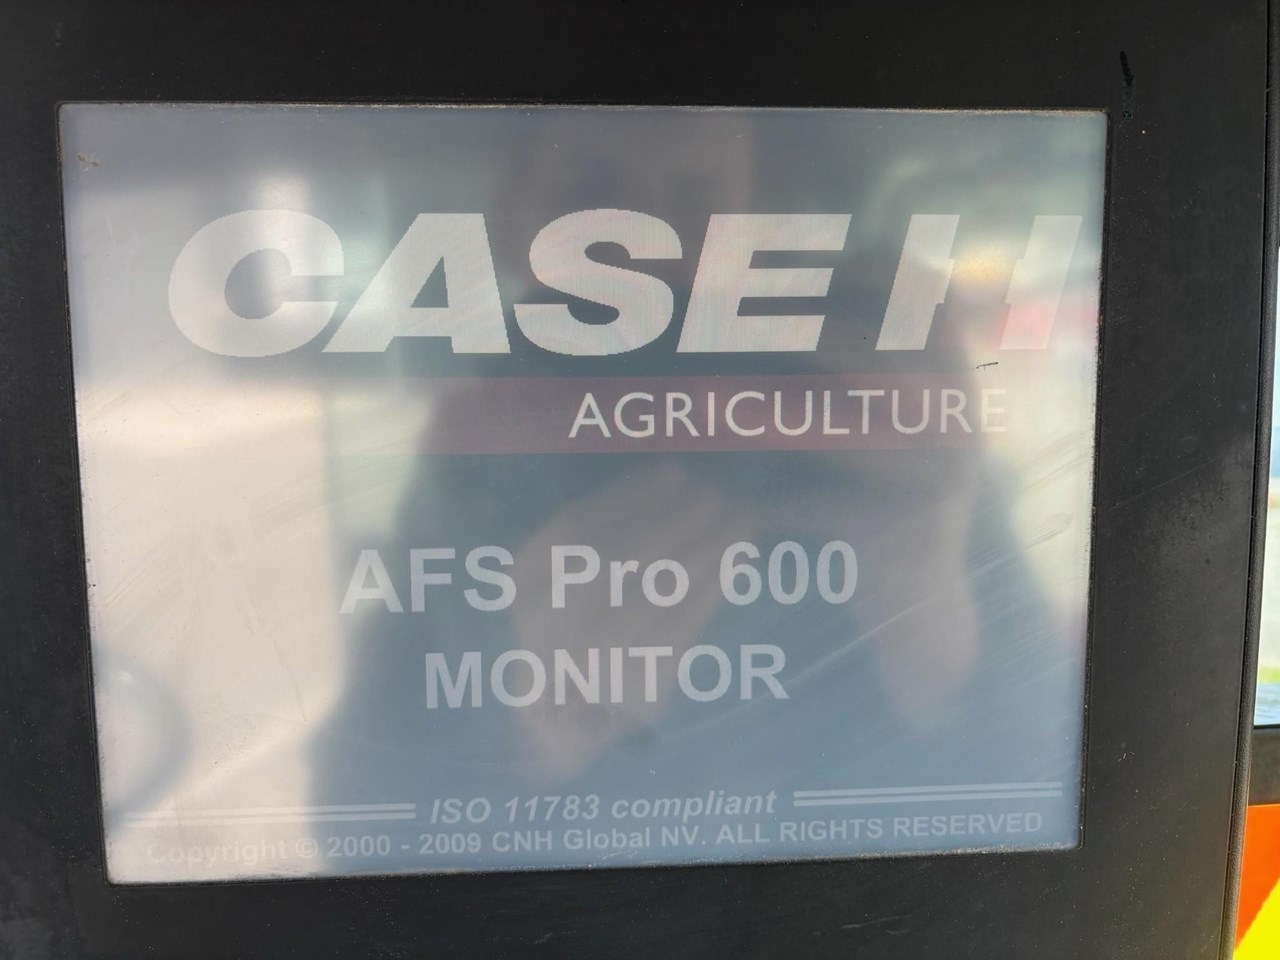 CASE IH
AGRICULTURE
AFS Pro 600
MONITOR
ISO 11783 compliant
Copyright © 2000 - 2009 CNH Global NV. ALL RIGHTS RESERVED